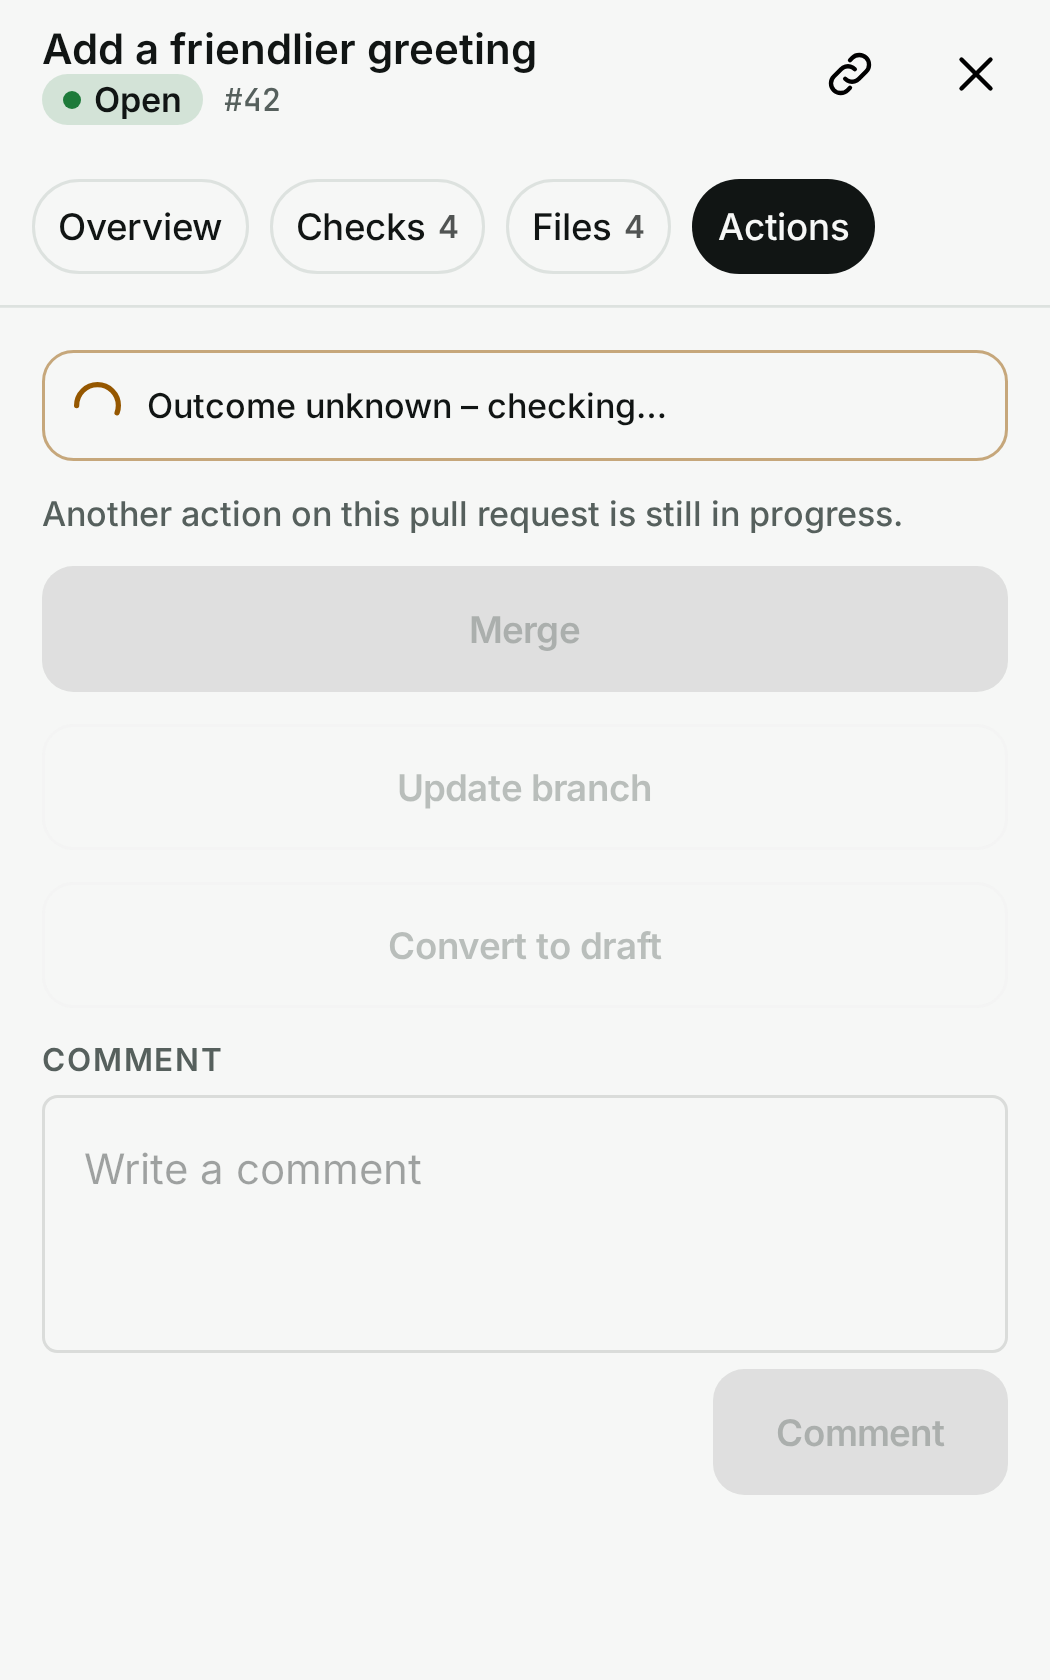 Add a friendlier greeting
Open #42
Overview Checks 4 Files 4 Actions
Outcome unknown – checking...
Another action on this pull request is still in progress.
Merge
Update branch
Convert to draft
COMMENT
Write a comment
Comment